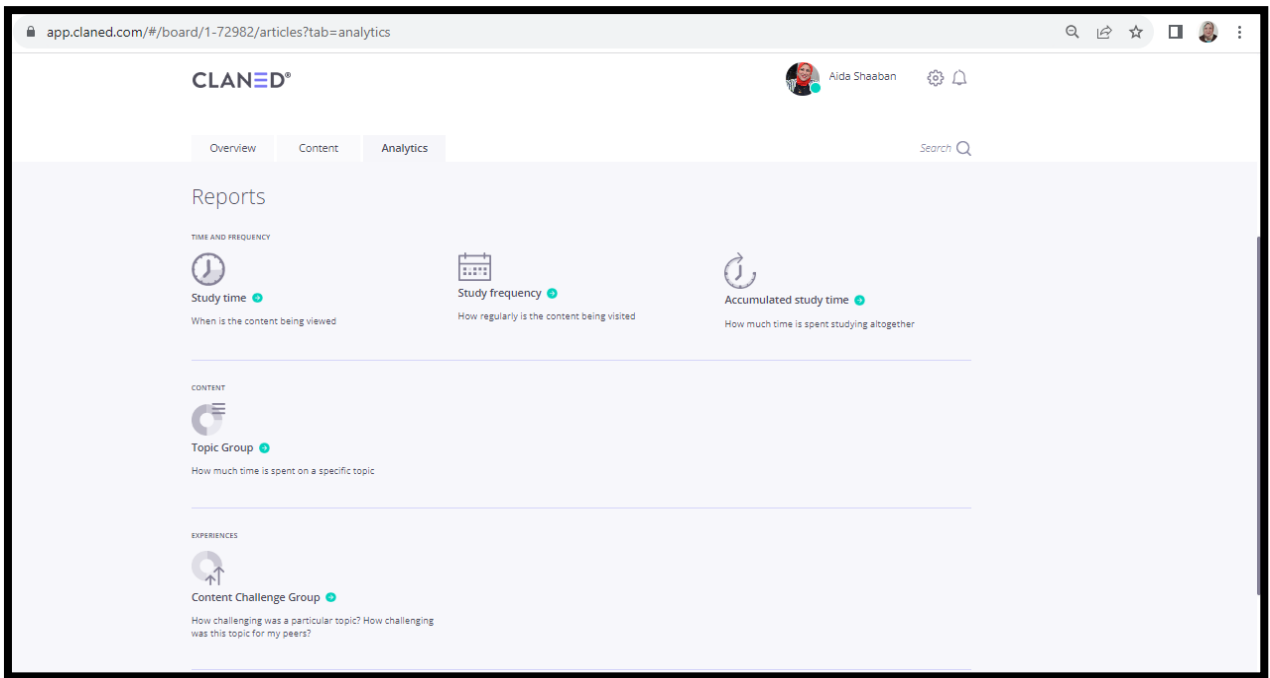 app.claned.com/#/board/1-72982/articles?tab=analytics
CLANED®
Aida Shaaban
Overview
Content
Analytics
Search
Reports
TIME AND FREQUENCY
Study time
When is the content being viewed
Study frequency
How regularly is the content being visited
Accumulated study time
How much time is spent studying altogether
CONTENT
Topic Group
How much time is spent on a specific topic
EXPERIENCES
Content Challenge Group
How challenging was a particular topic? How challenging
was this topic for my peers?